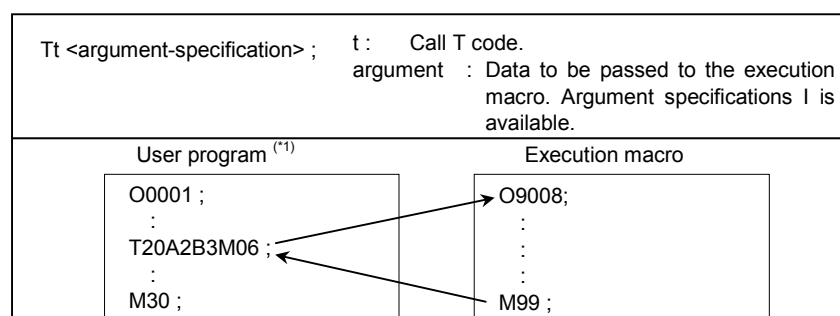 Tt <argument-specification> ;
t : Call T code.
argument : Data to be passed to the execution
macro. Argument specifications I is
available.
User program (*1)
Execution macro
O0001 ;
:
T20A2B3M06 ;
:
M30 ;
O9008;
:
:
:
M99 ;